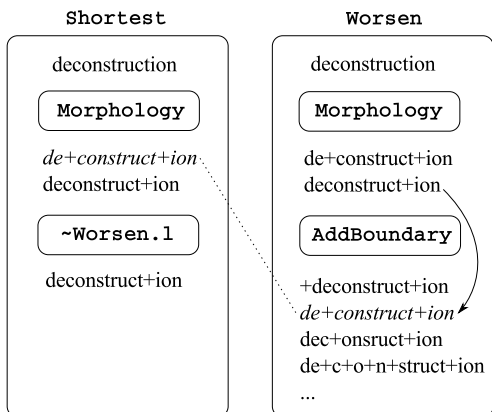 Shortest
deconstruction
Morphology
de+construct+ion
deconstruct+ion
~Worsen.l
deconstruct+ion
Worsen
deconstruction
Morphology
de+construct+ion
deconstruct+ion
AddBoundary
+deconstruct+ion
de+construct+ion
dec+onsruct+ion
de+c+o+n+struct+ion
...